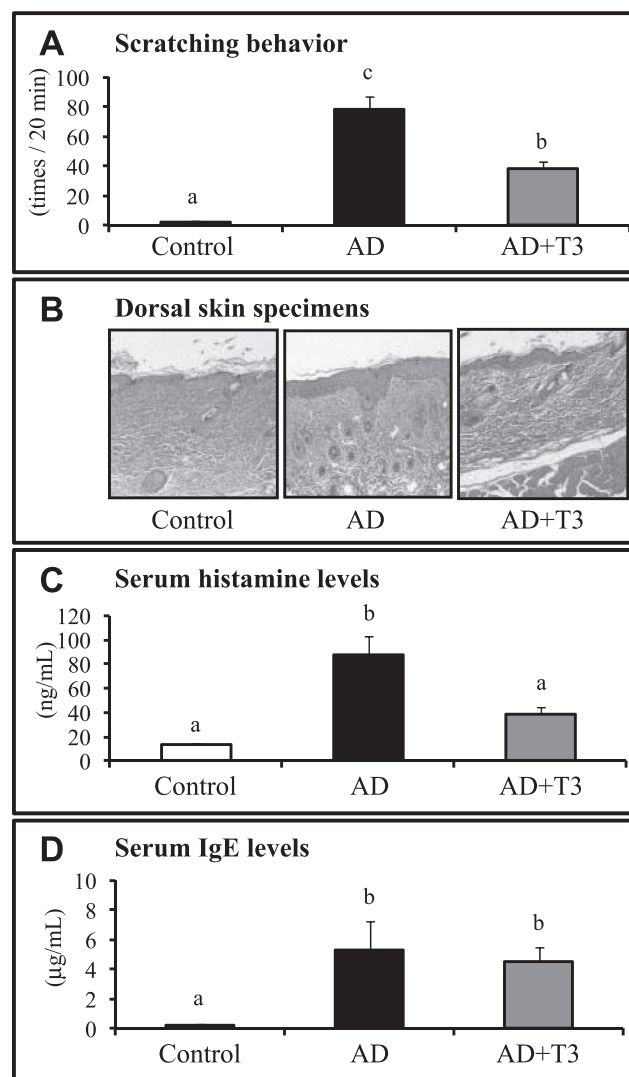 A Scratching behavior
(times / 20 min)
100
80
60
40
20
0
a
c
b
Control AD AD+T3
B Dorsal skin specimens
Control AD AD+T3
C Serum histamine levels
(ng/mL)
120
100
80
60
40
20
0
a
b
a
Control AD AD+T3
D Serum IgE levels
(µg/mL)
10
8
6
4
2
0
a
b
b
Control AD AD+T3